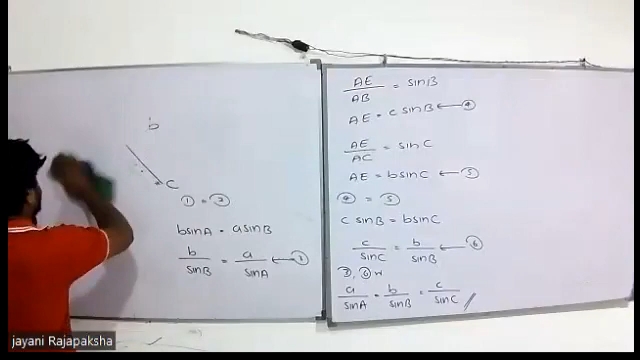 b
C
① = ②
bsinA = asinB
b/sinB = a/sinA ← ③
AE/AB = sinB
AE = c sinB ← ④
AE/AC = sinC
AE = bsinC ← ⑤
④ = ⑤
c sinB = bsinC
c/sinC = b/sinB ← ⑥
③, ⑥ න්
a/sinA = b/sinB = c/sinC //
jayani Rajapaksha